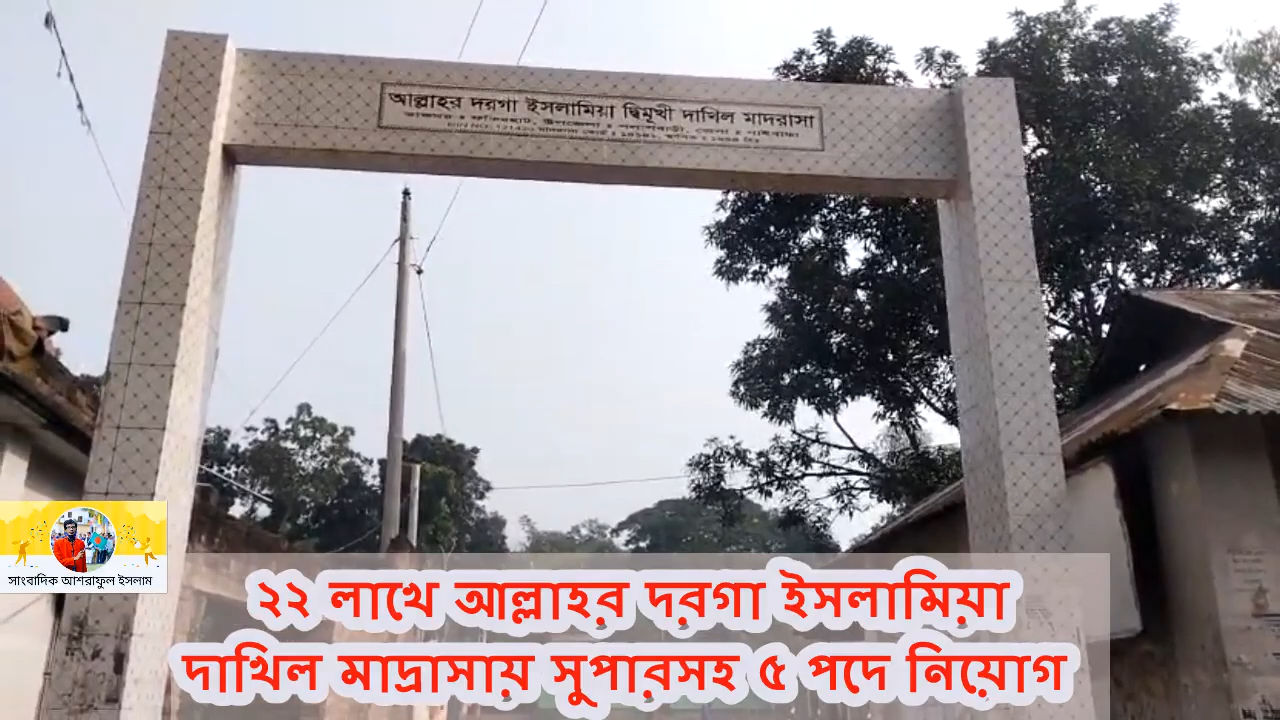 আল্লাহর দরগা ইসলামিয়া দ্বিমূখী দাখিল মাদরাসা
সাংবাদিক আশরাফুল ইসলাম
২২ লাখে আল্লাহর দরগা ইসলামিয়া
দাখিল মাদ্রাসায় সুপারসহ ৫ পদে নিয়োগ